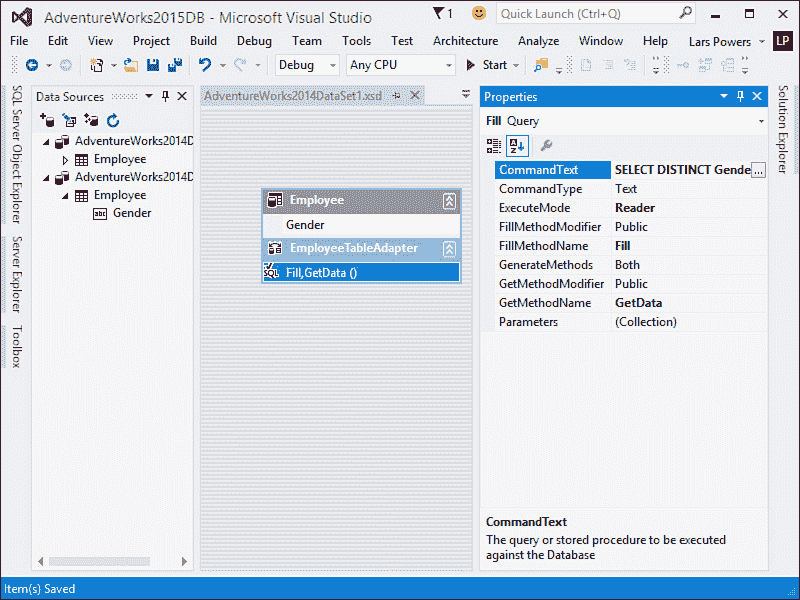 AdventureWorks2015DB - Microsoft Visual Studio
1
Quick Launch (Ctrl+Q)
File Edit View Project Build Debug Team Tools Test Architecture Analyze Window Help Lars Powers LP
Debug Any CPU Start
SQL Server Object Explorer
Server Explorer
Toolbox
Data Sources
AdventureWorks2014D
Employee
AdventureWorks2014D
Employee
abc Gender
AdventureWorks2014DataSet1.xsd
Employee
Gender
EmployeeTableAdapter
SQL Fill,GetData ()
Properties
Fill Query
CommandText SELECT DISTINCT Gende ...
CommandType Text
ExecuteMode Reader
FillMethodModifier Public
FillMethodName Fill
GenerateMethods Both
GetMethodModifier Public
GetMethodName GetData
Parameters (Collection)
CommandText
The query or stored procedure to be executed
against the Database
Solution Explorer
Item(s) Saved